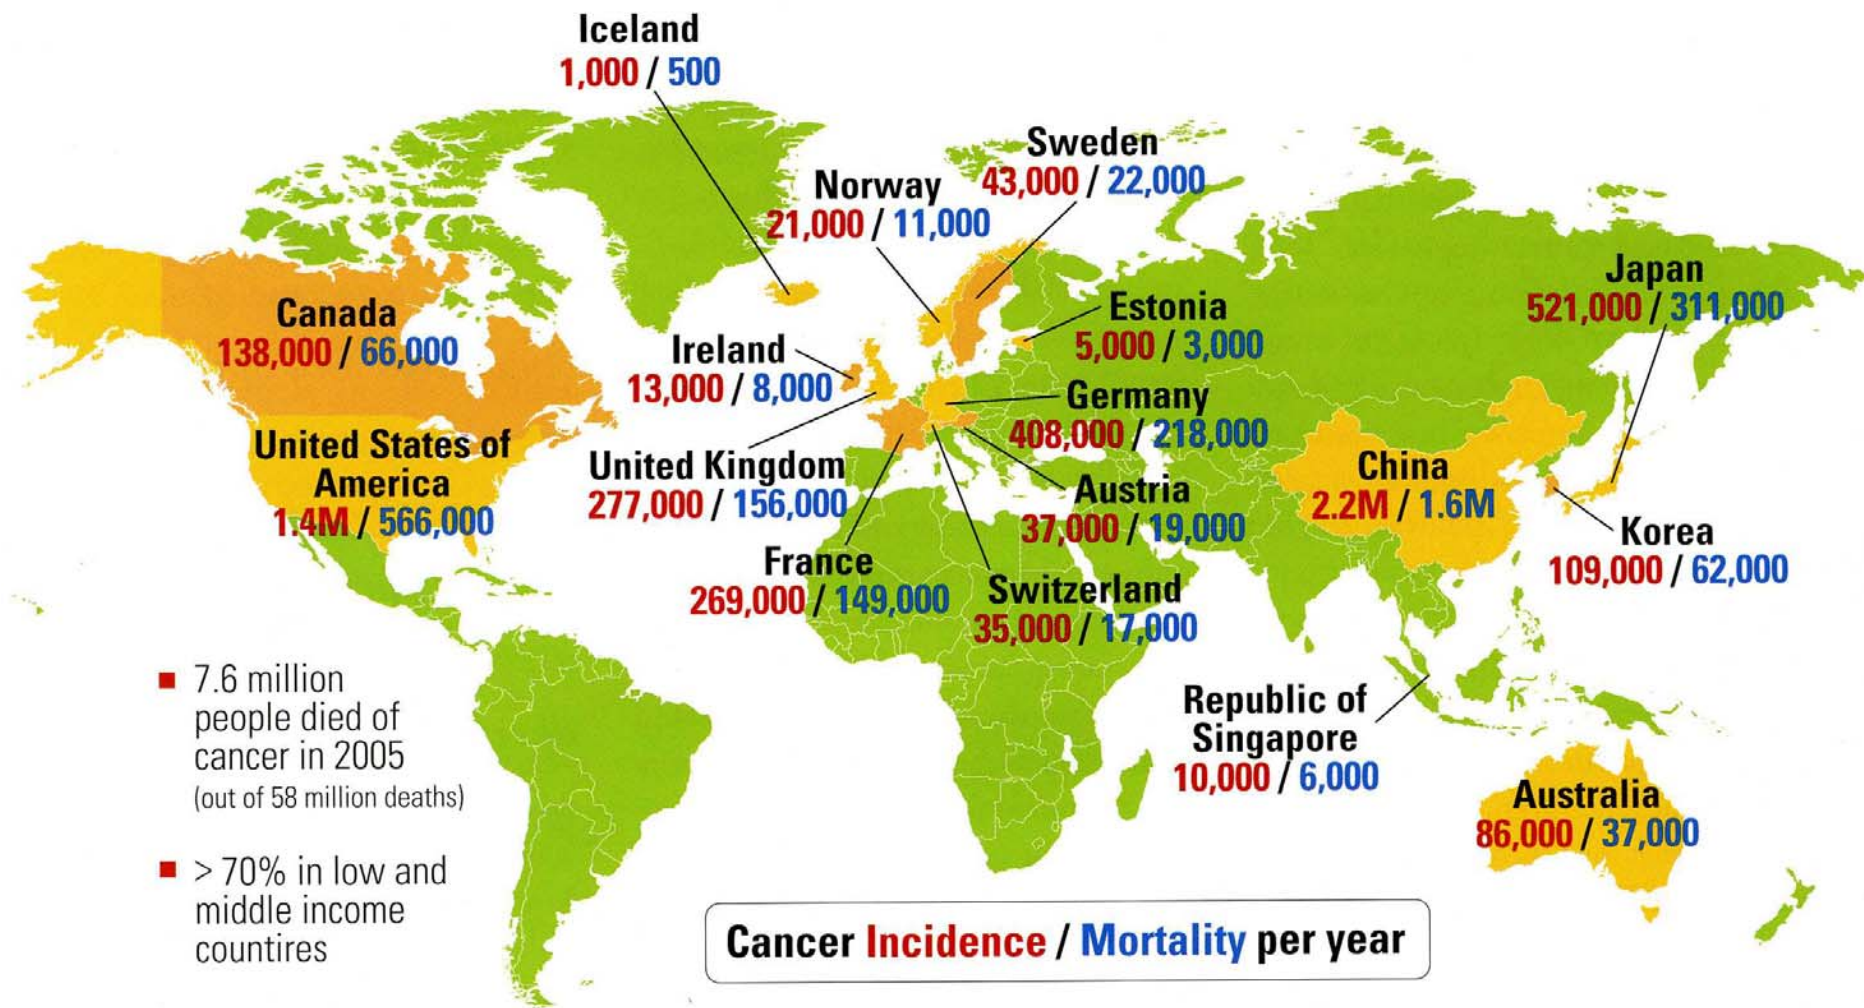 Iceland
1,000 / 500
Sweden
43,000 / 22,000
Norway
21,000 / 11,000
Japan
521,000 / 311,000
Canada
138,000 / 66,000
Estonia
5,000 / 3,000
Ireland
13,000 / 8,000
Germany
408,000 / 218,000
United States of
America
1.4M / 566,000
United Kingdom
277,000 / 156,000
China
2.2M / 1.6M
Austria
37,000 / 19,000
Korea
109,000 / 62,000
France
269,000 / 149,000
Switzerland
35,000 / 17,000
7.6 million
people died of
cancer in 2005
(out of 58 million deaths)
Republic of
Singapore
10,000 / 6,000
Australia
86,000 / 37,000
> 70% in low and
middle income
countires
Cancer Incidence / Mortality per year